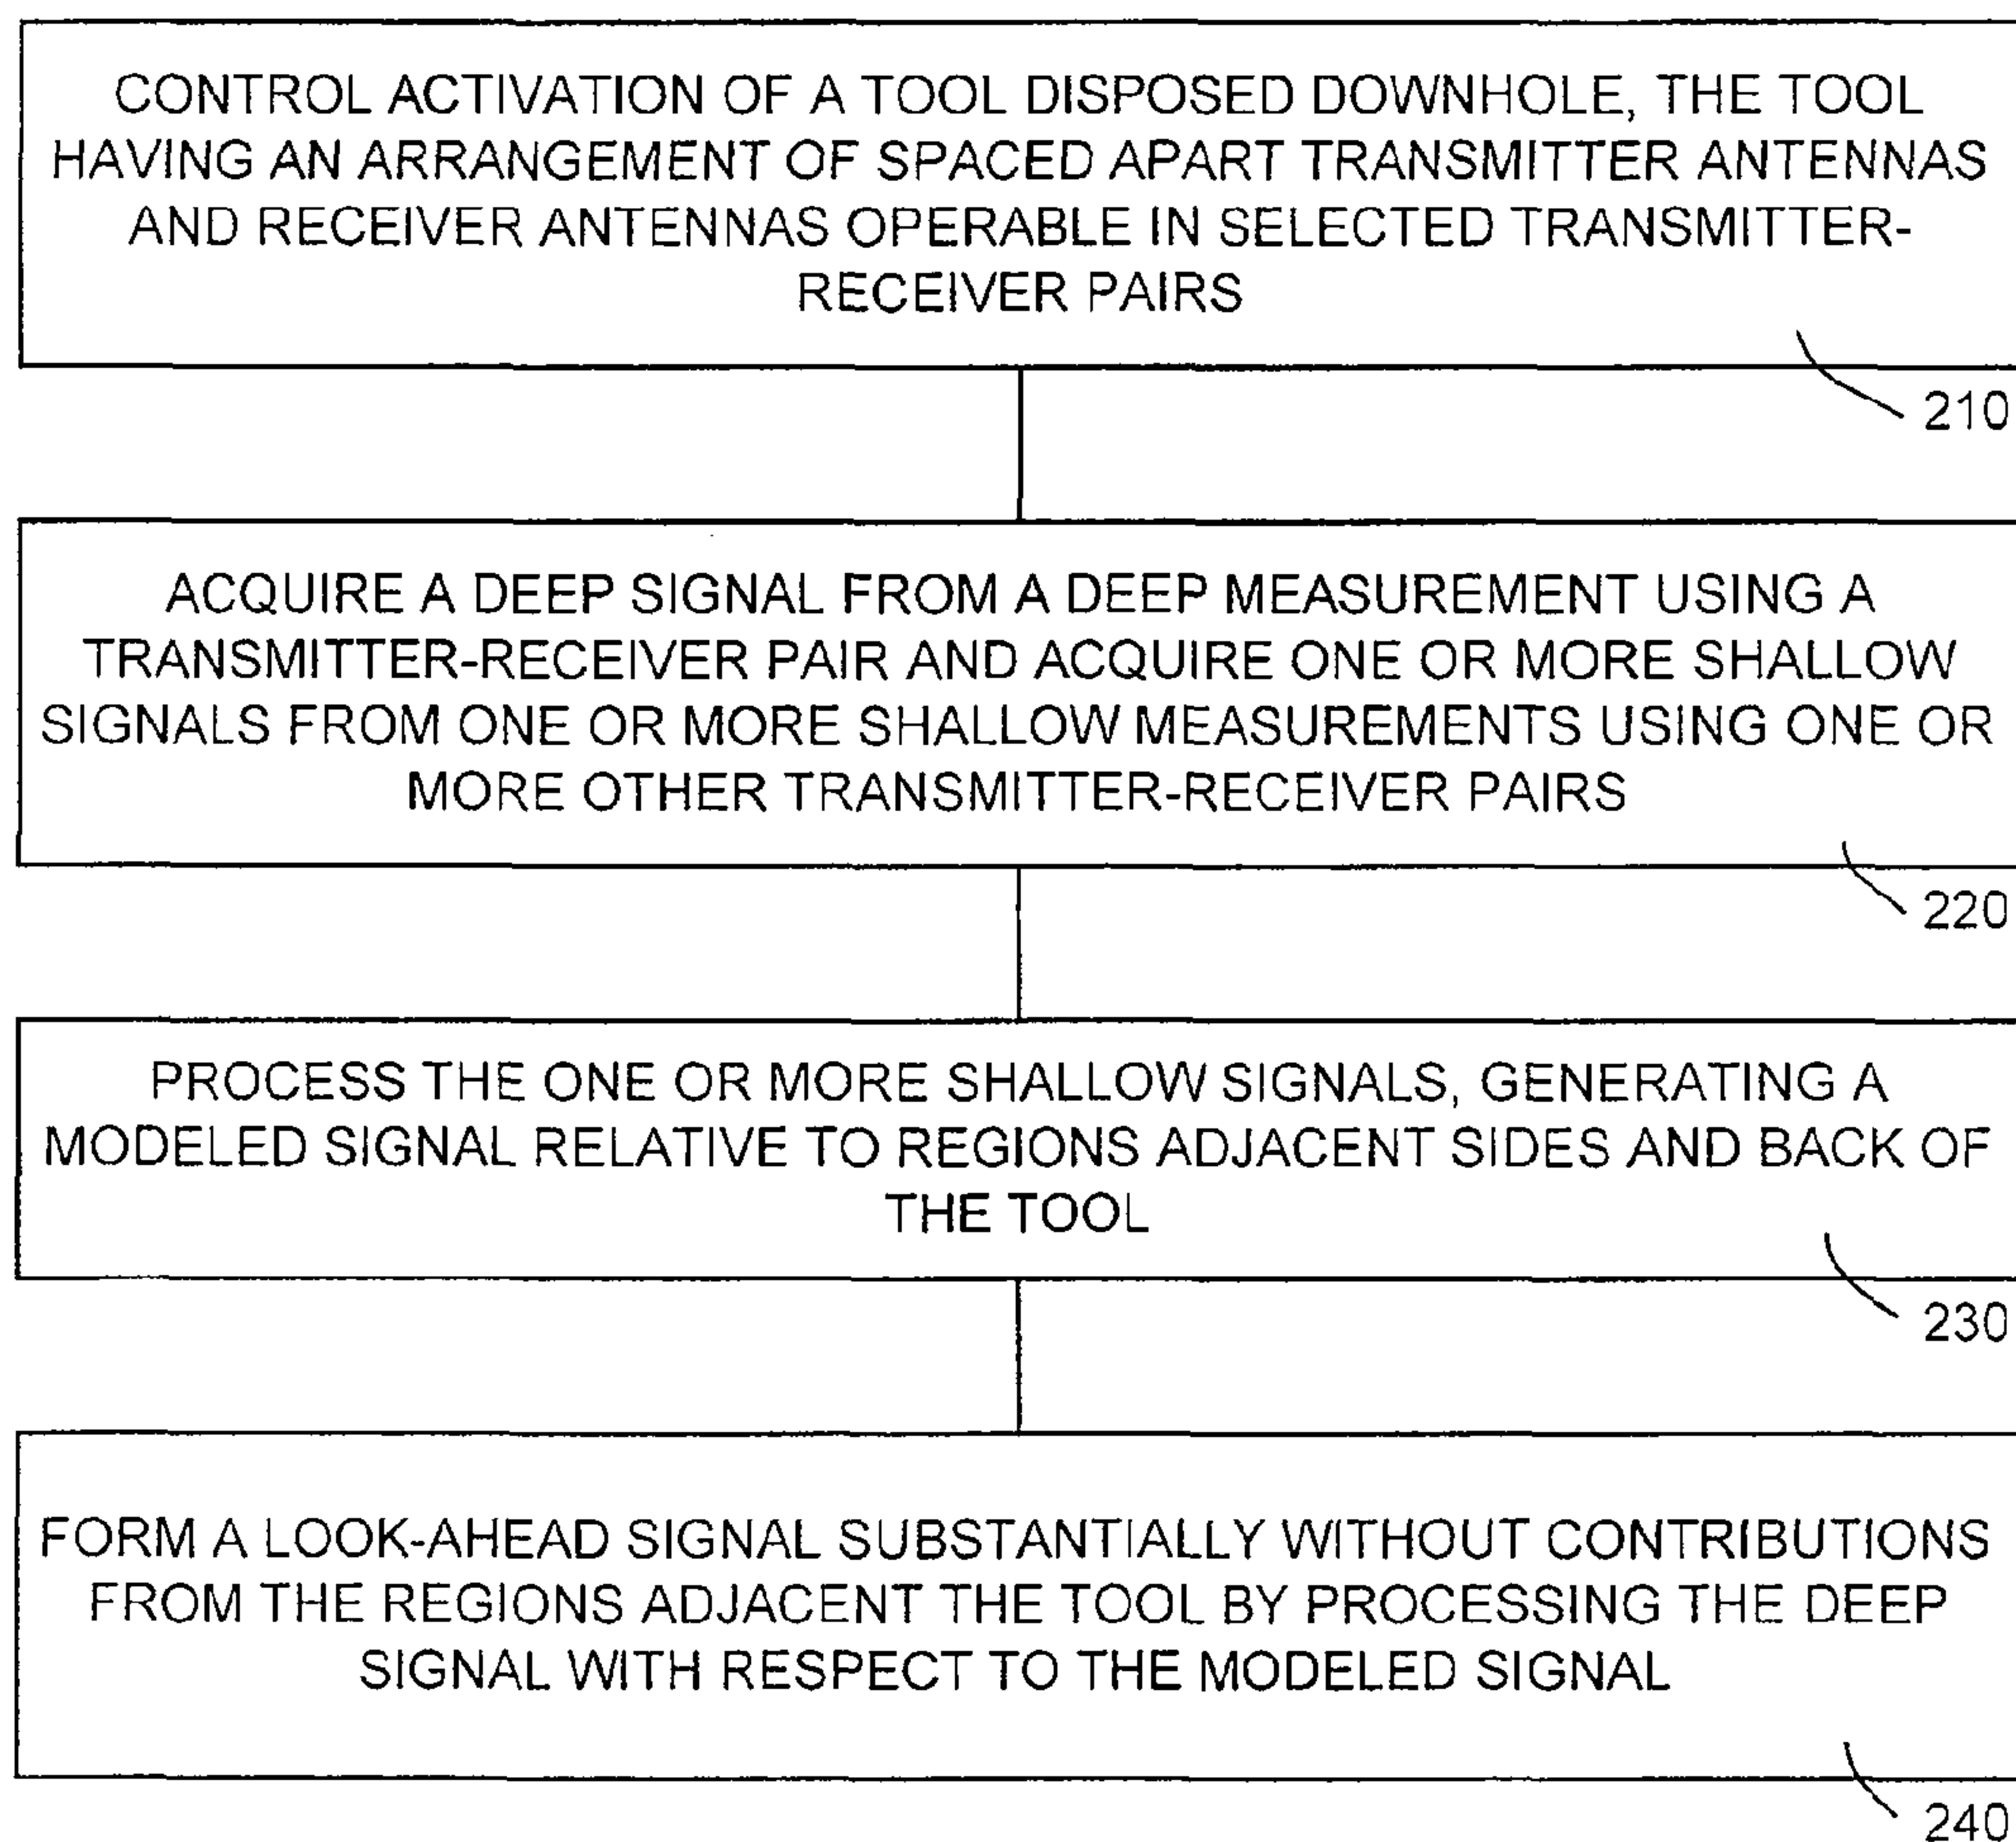 CONTROL ACTIVATION OF A TOOL DISPOSED DOWNHOLE, THE TOOL
HAVING AN ARRANGEMENT OF SPACED APART TRANSMITTER ANTENNAS
AND RECEIVER ANTENNAS OPERABLE IN SELECTED TRANSMITTER-
RECEIVER PAIRS
210
ACQUIRE A DEEP SIGNAL FROM A DEEP MEASUREMENT USING A
TRANSMITTER-RECEIVER PAIR AND ACQUIRE ONE OR MORE SHALLOW
SIGNALS FROM ONE OR MORE SHALLOW MEASUREMENTS USING ONE OR
MORE OTHER TRANSMITTER-RECEIVER PAIRS
220
PROCESS THE ONE OR MORE SHALLOW SIGNALS, GENERATING A
MODELED SIGNAL RELATIVE TO REGIONS ADJACENT SIDES AND BACK OF
THE TOOL
230
FORM A LOOK-AHEAD SIGNAL SUBSTANTIALLY WITHOUT CONTRIBUTIONS
FROM THE REGIONS ADJACENT THE TOOL BY PROCESSING THE DEEP
SIGNAL WITH RESPECT TO THE MODELED SIGNAL
240